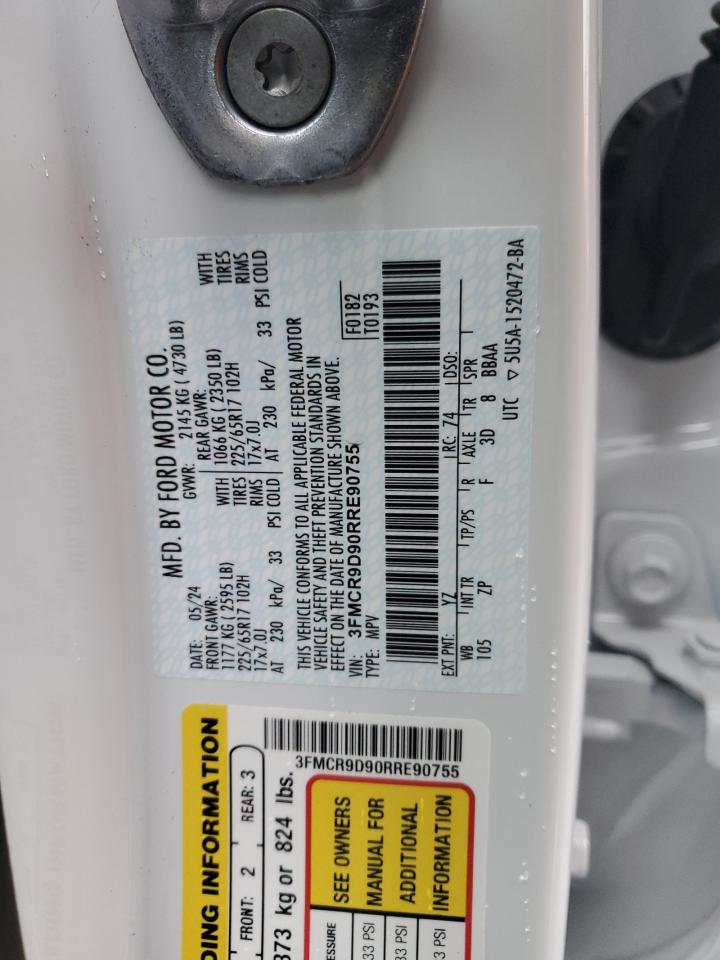 MFD. BY FORD MOTOR CO.
DATE: 05/24 GVWR: 2145 KG ( 4730 LB)
FRONT GAWR: REAR GAWR:
1177 KG ( 2595 LB) WITH 1066 KG ( 2350 LB) WITH
225/65R17 102H TIRES 225/65R17 102H TIRES
17x7.0J RIMS 17x7.0J RIMS
AT 230 kPa/ 33 PSI COLD AT 230 kPa/ 33 PSI COLD
THIS VEHICLE CONFORMS TO ALL APPLICABLE FEDERAL MOTOR
VEHICLE SAFETY AND THEFT PREVENTION STANDARDS IN
EFFECT ON THE DATE OF MANUFACTURE SHOWN ABOVE.
VIN: 3FMCR9D90RRE90755 F0182
TYPE: MPV T0193
EXT PNT: YZ RC: 74 DSO:
WB INT TR TP/PS R AXLE TR SPR
105 ZP F 3D 8 BBAA
UTC ▽ 5U5A-1520472-BA
DING INFORMATION
FRONT: 2 REAR: 3
373 kg or 824 lbs.
3FMCR9D90RRE90755
SEE OWNERS
MANUAL FOR
ADDITIONAL
INFORMATION
ESSURE
33 PSI
33 PSI
3 PSI